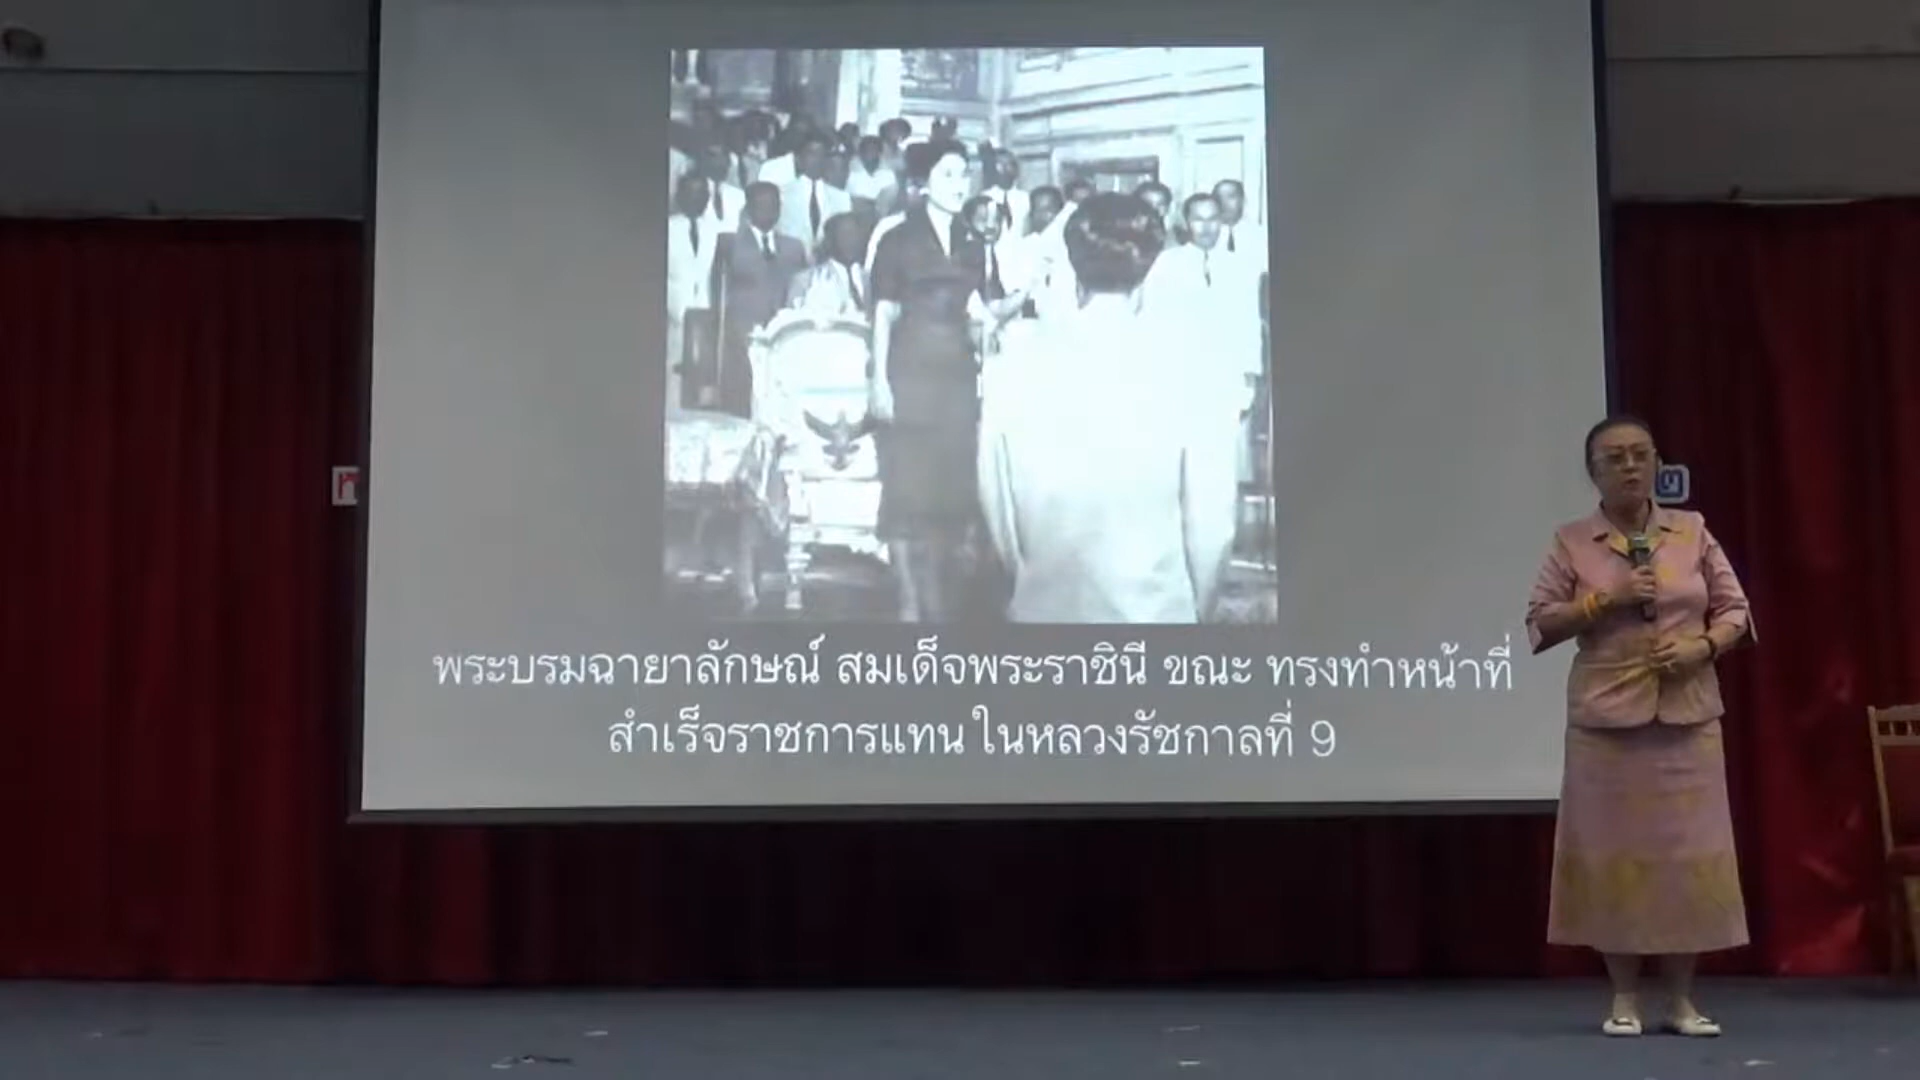 พระบรมฉายาลักษณ์ สมเด็จพระราชินี ขณะ ทรงทำหน้าที่
สำเร็จราชการแทน ในหลวงรัชกาลที่ 9